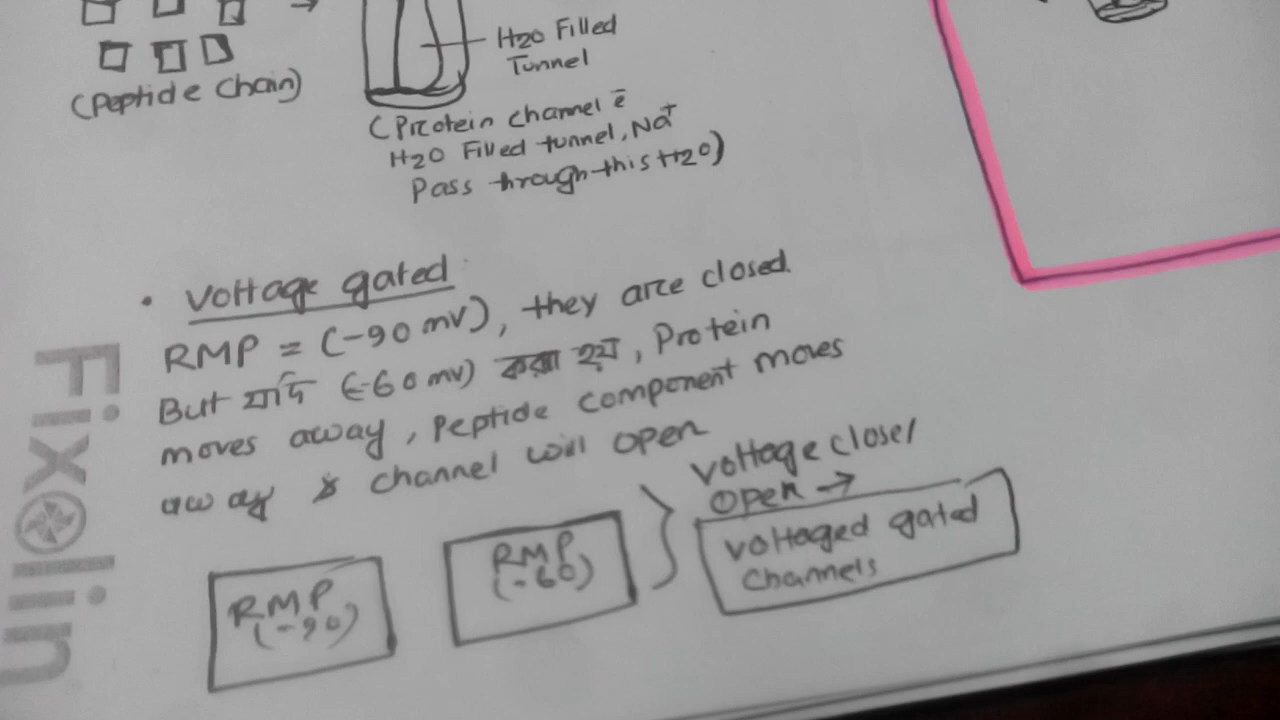 H2O Filled
Tunnel
(Peptide Chain)
(Protein channel c̄
H2O Filled tunnel, Na+
Pass through this H2O)
• Voltage gated
RMP = (-90 mv), they are closed.
But যদি (-60 mv) করা হয়, Protein
moves away, Peptide component moves
away & channel will open
Voltage close/
open →
Voltaged gated
Channels
RMP
(-60)
RMP
(-90)
Fixolin